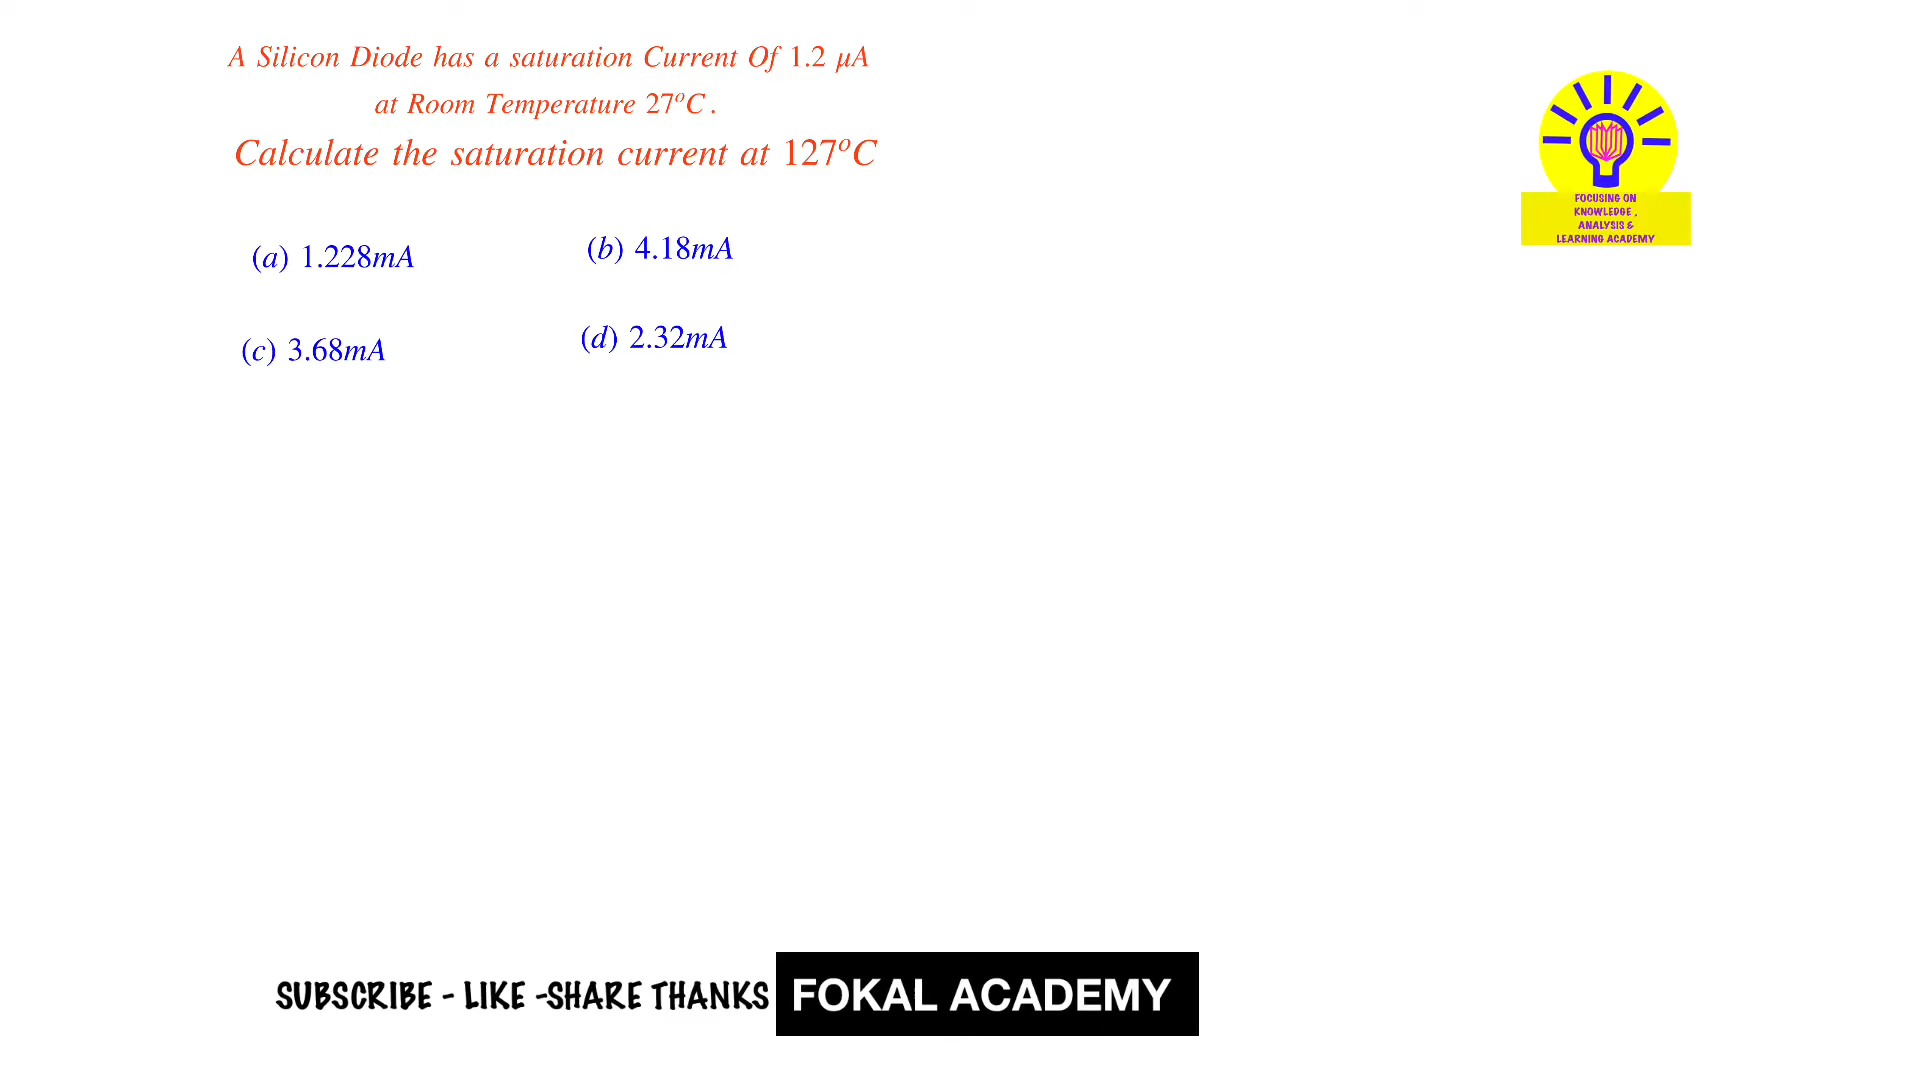 A Silicon Diode has a saturation Current Of 1.2 μA
at Room Temperature 27°C .
Calculate the saturation current at 127°C
(a) 1.228mA
(b) 4.18mA
(c) 3.68mA
(d) 2.32mA
FOCUSING ON
KNOWLEDGE ,
ANALYSIS &
LEARNING ACADEMY
SUBSCRIBE - LIKE -SHARE THANKS
FOKAL ACADEMY